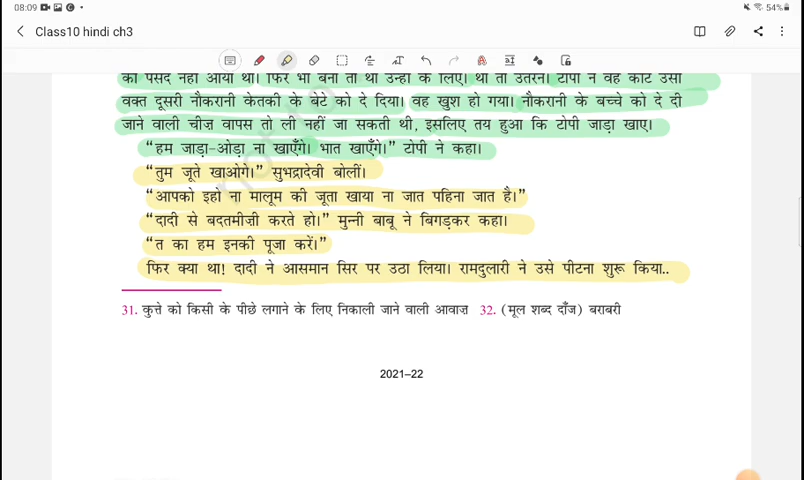 08:09
54%
Class10 hindi ch3
को पसंद नहीं आया था। फिर भी बना तो था उन्हीं के लिए। था तो उतरन। टोपी ने वह कोट उसी
वक्त दूसरी नौकरानी केतकी के बेटे को दे दिया। वह खुश हो गया। नौकरानी के बच्चे को दे दी
जाने वाली चीज़ वापस तो ली नहीं जा सकती थी, इसलिए तय हुआ कि टोपी जाड़ा खाए।
“हम जाड़ा-ओड़ा ना खाएँगे। भात खाएँगे।” टोपी ने कहा।
“तुम जूते खाओगे।” सुभद्रादेवी बोलीं।
“आपको इहो ना मालूम की जूता खाया ना जात पहिना जात है।”
“दादी से बदतमीज़ी करते हो।” मुन्नी बाबू ने बिगड़कर कहा।
“त का हम इनकी पूजा करें।”
फिर क्या था! दादी ने आसमान सिर पर उठा लिया। रामदुलारी ने उसे पीटना शुरू किया..
31. कुत्ते को किसी के पीछे लगाने के लिए निकाली जाने वाली आवाज़ 32. (मूल शब्द दाँज) बराबरी
2021–22